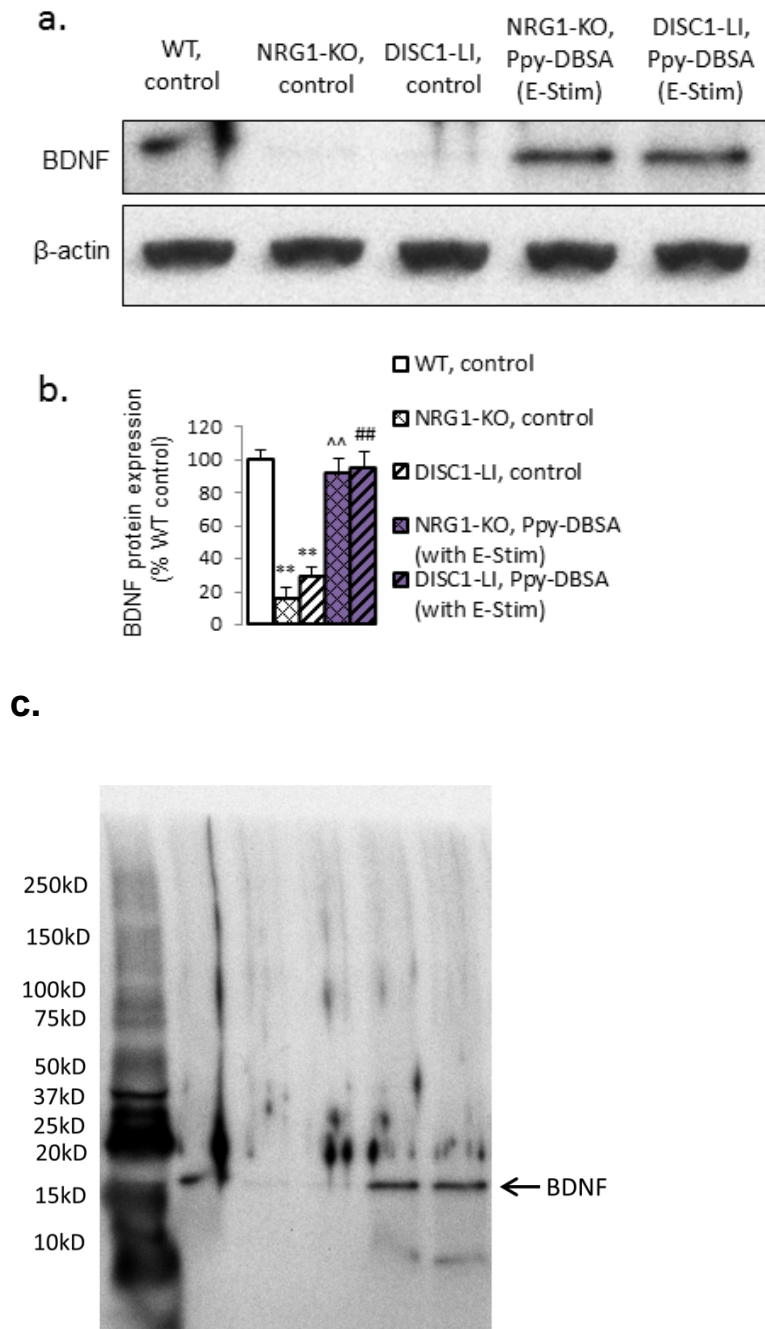 a.
WT,
control
NRG1-KO,
control
DISC1-LI,
control
NRG1-KO,
Ppy-DBSA
(E-Stim)
DISC1-LI,
Ppy-DBSA
(E-Stim)
BDNF
β-actin
b.
BDNF protein expression
(% WT control)
120
100
80
60
40
20
0
**
**
^^
##
WT, control
NRG1-KO, control
DISC1-LI, control
NRG1-KO, Ppy-DBSA
(with E-Stim)
DISC1-LI, Ppy-DBSA
(with E-Stim)
c.
250kD
150kD
100kD
75kD
50kD
37kD
25kD
20kD
15kD
10kD
BDNF